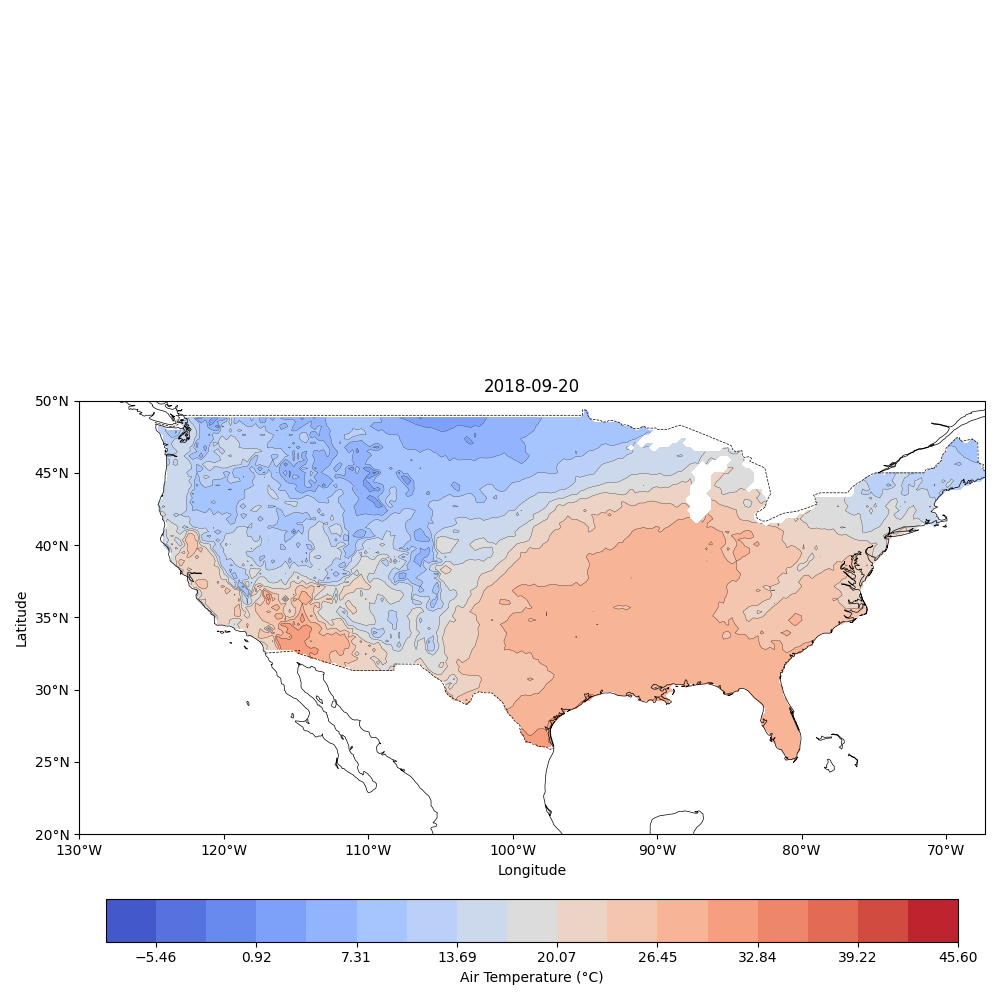 2018-09-20
50°N
45°N
40°N
35°N
30°N
25°N
20°N
Latitude
130°W 120°W 110°W 100°W 90°W 80°W 70°W
Longitude
−5.46 0.92 7.31 13.69 20.07 26.45 32.84 39.22 45.60
Air Temperature (°C)